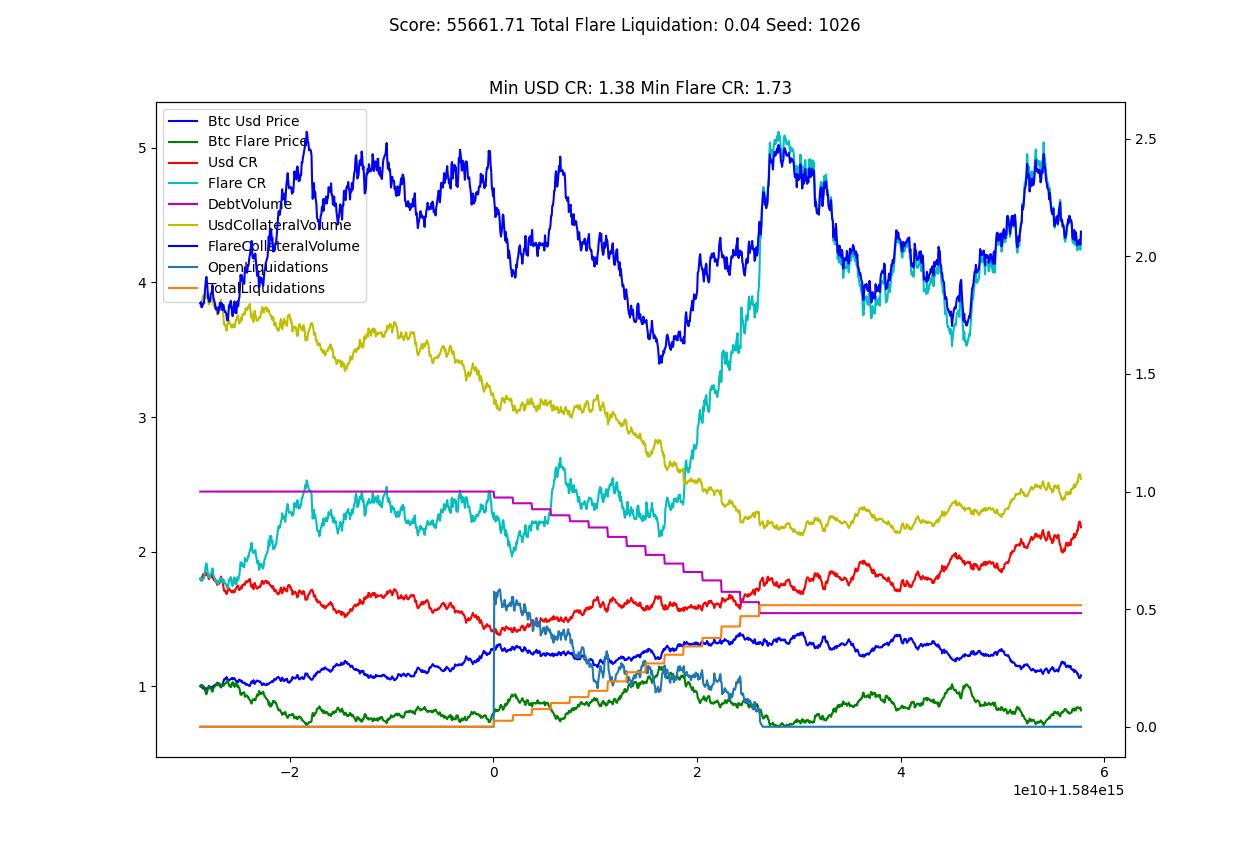 Score: 55661.71 Total Flare Liquidation: 0.04 Seed: 1026
Min USD CR: 1.38 Min Flare CR: 1.73
Btc Usd Price
Btc Flare Price
Usd CR
Flare CR
DebtVolume
UsdCollateralVolume
FlareCollateralVolume
OpenLiquidations
TotalLiquidations
5
4
3
2
1
2.5
2.0
1.5
1.0
0.5
0.0
−2 0 2 4 6
1e10+1.584e15